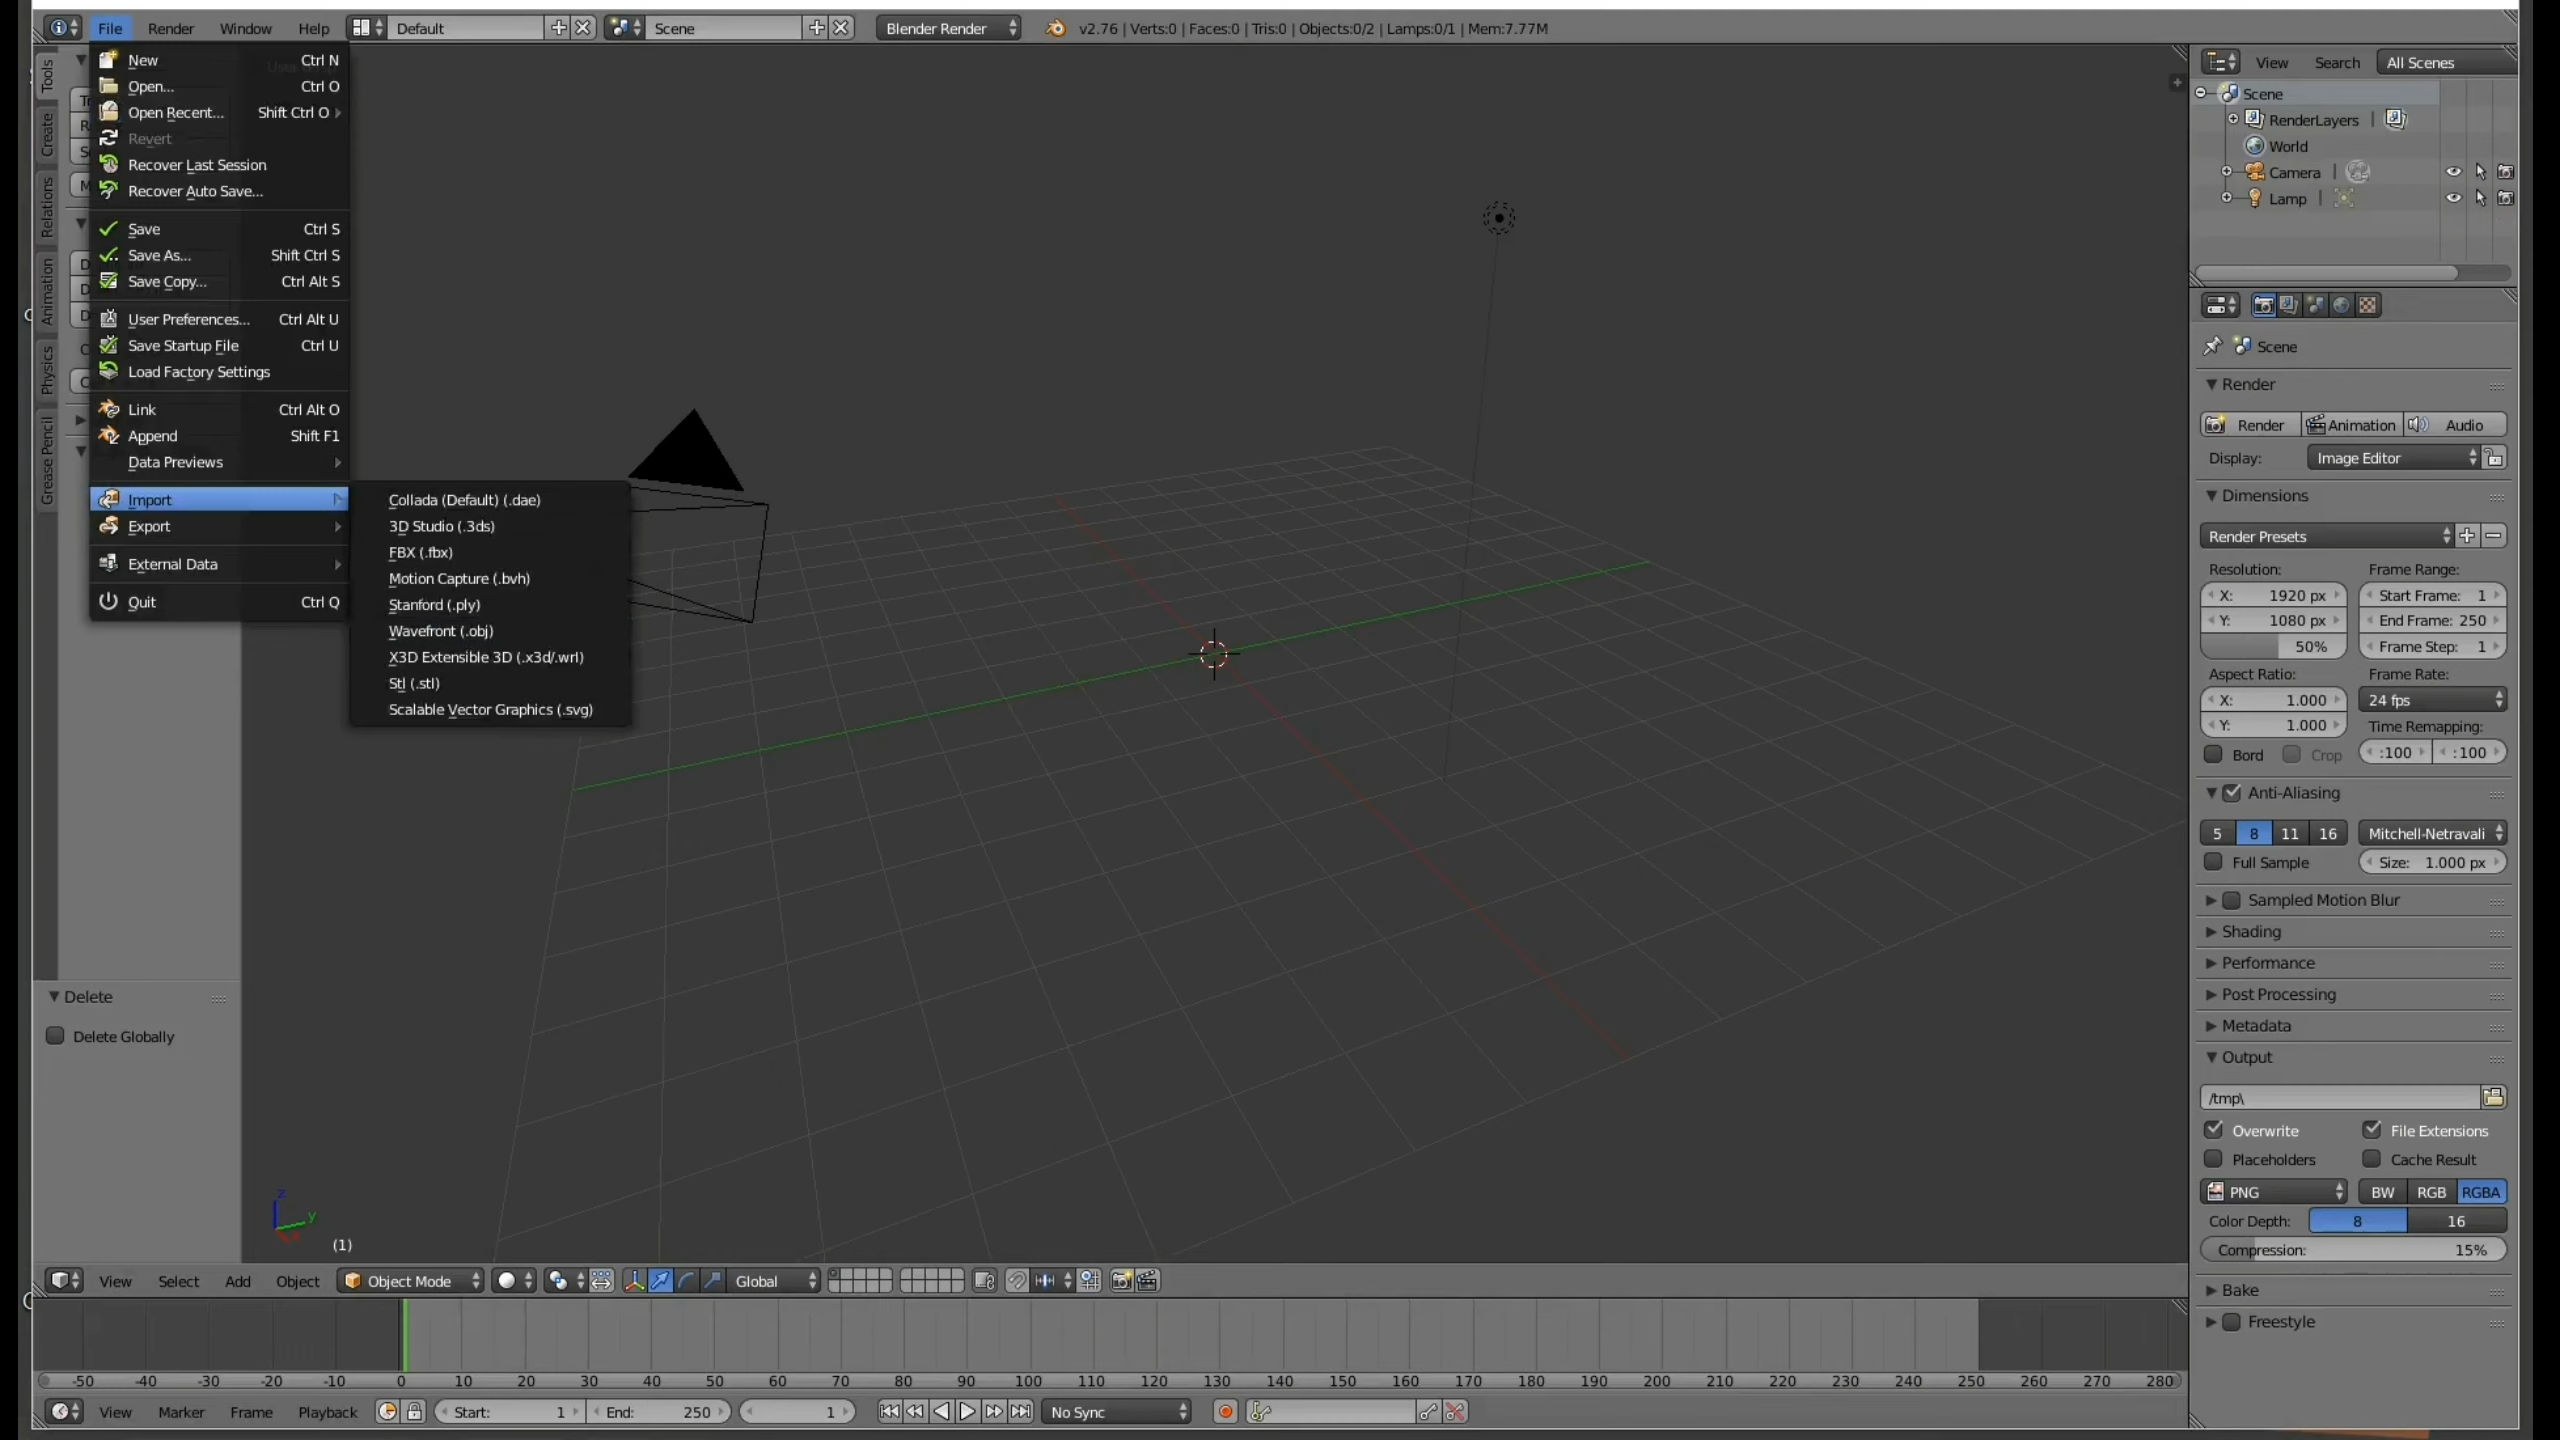 File Render Window Help Default Scene Blender Render v2.76 | Verts:0 | Faces:0 | Tris:0 | Objects:0/2 | Lamps:0/1 | Mem:7.77M
New Ctrl N
Open... Ctrl O
Open Recent... Shift Ctrl O
Revert
Recover Last Session
Recover Auto Save...
Save Ctrl S
Save As... Shift Ctrl S
Save Copy... Ctrl Alt S
User Preferences... Ctrl Alt U
Save Startup File Ctrl U
Load Factory Settings
Link Ctrl Alt O
Append Shift F1
Data Previews
Import
Export
External Data
Quit Ctrl Q
Collada (Default) (.dae)
3D Studio (.3ds)
FBX (.fbx)
Motion Capture (.bvh)
Stanford (.ply)
Wavefront (.obj)
X3D Extensible 3D (.x3d/.wrl)
Stl (.stl)
Scalable Vector Graphics (.svg)
Tools
Create
Relations
Animation
Physics
Grease Pencil
Delete
Delete Globally
z
y
(1)
View Select Add Object Object Mode Global
-50 -40 -30 -20 -10 0 10 20 30 40 50 60 70 80 90 100 110 120 130 140 150 160 170 180 190 200 210 220 230 240 250 260 270 280
View Marker Frame Playback Start: 1 End: 250 1 No Sync
View Search All Scenes
Scene
RenderLayers |
World
Camera |
Lamp |
Scene
Render
Render Animation Audio
Display: Image Editor
Dimensions
Render Presets
Resolution: Frame Range:
X: 1920 px Start Frame: 1
Y: 1080 px End Frame: 250
50% Frame Step: 1
Aspect Ratio: Frame Rate:
X: 1.000 24 fps
Y: 1.000 Time Remapping:
Bord Crop :100 :100
Anti-Aliasing
5 8 11 16 Mitchell-Netravali
Full Sample Size: 1.000 px
Sampled Motion Blur
Shading
Performance
Post Processing
Metadata
Output
/tmp\
Overwrite File Extensions
Placeholders Cache Result
PNG BW RGB RGBA
Color Depth: 8 16
Compression: 15%
Bake
Freestyle